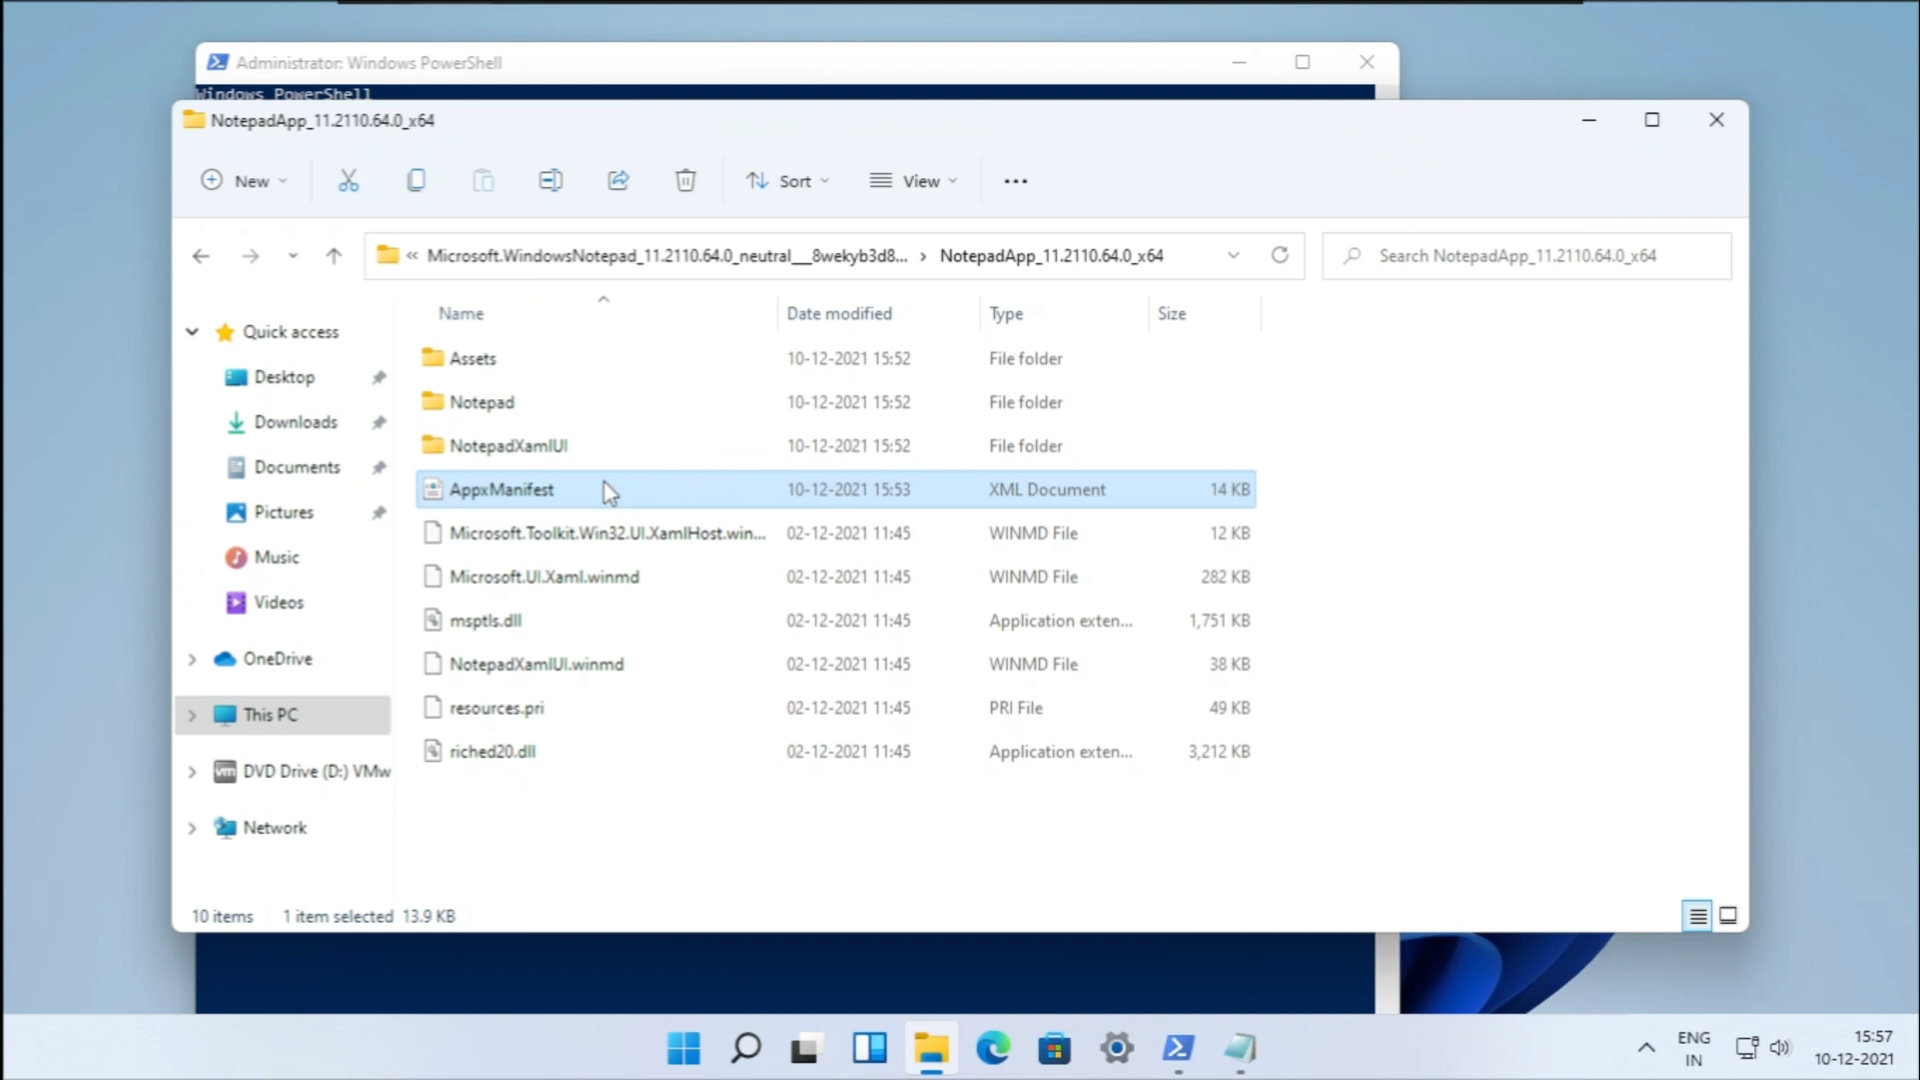 Administrator: Windows PowerShell
Windows PowerShell
NotepadApp_11.2110.64.0_x64
New
Sort
View
« Microsoft.WindowsNotepad_11.2110.64.0_neutral___8wekyb3d8... › NotepadApp_11.2110.64.0_x64
Search NotepadApp_11.2110.64.0_x64
Name Date modified Type Size
Quick access
Desktop
Downloads
Documents
Pictures
Music
Videos
OneDrive
This PC
DVD Drive (D:) VMw
Network
Assets 10-12-2021 15:52 File folder
Notepad 10-12-2021 15:52 File folder
NotepadXamlUI 10-12-2021 15:52 File folder
AppxManifest 10-12-2021 15:53 XML Document 14 KB
Microsoft.Toolkit.Win32.UI.XamlHost.win... 02-12-2021 11:45 WINMD File 12 KB
Microsoft.UI.Xaml.winmd 02-12-2021 11:45 WINMD File 282 KB
msptls.dll 02-12-2021 11:45 Application exten... 1,751 KB
NotepadXamlUI.winmd 02-12-2021 11:45 WINMD File 38 KB
resources.pri 02-12-2021 11:45 PRI File 49 KB
riched20.dll 02-12-2021 11:45 Application exten... 3,212 KB
10 items 1 item selected 13.9 KB
ENG
IN
15:57
10-12-2021